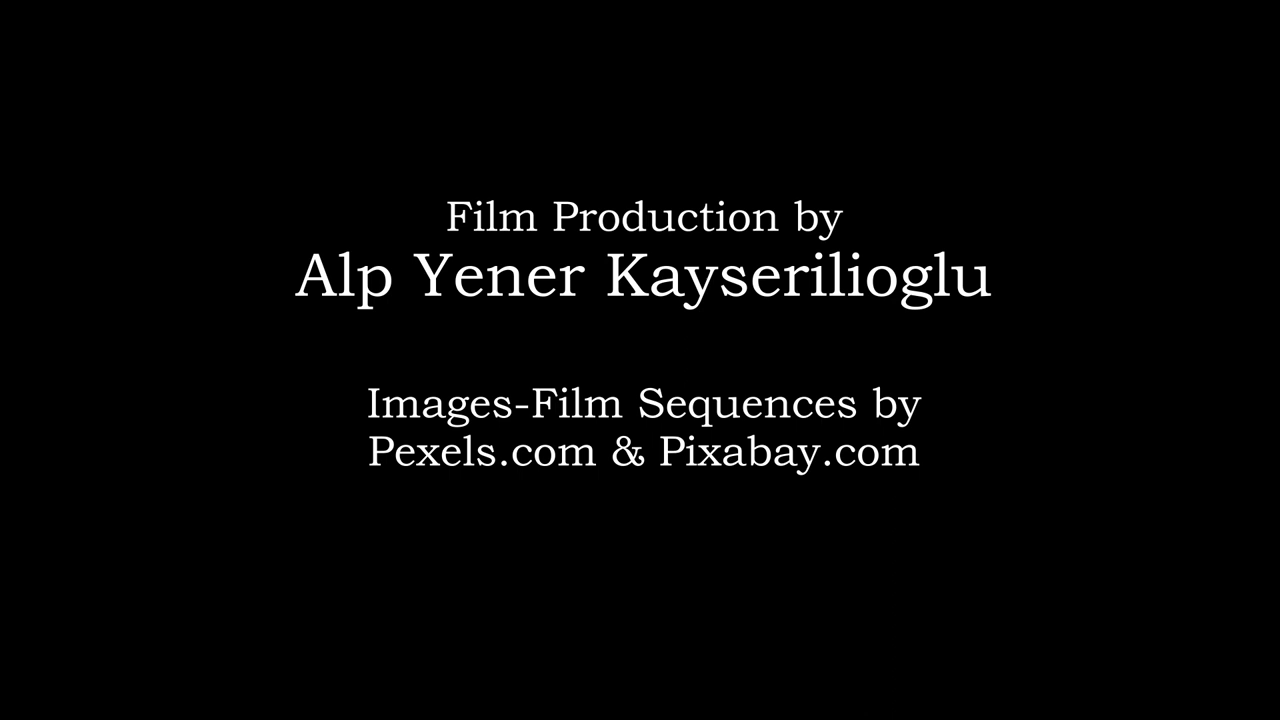 Film Production by
Alp Yener Kayserilioglu
Images-Film Sequences by
Pexels.com & Pixabay.com